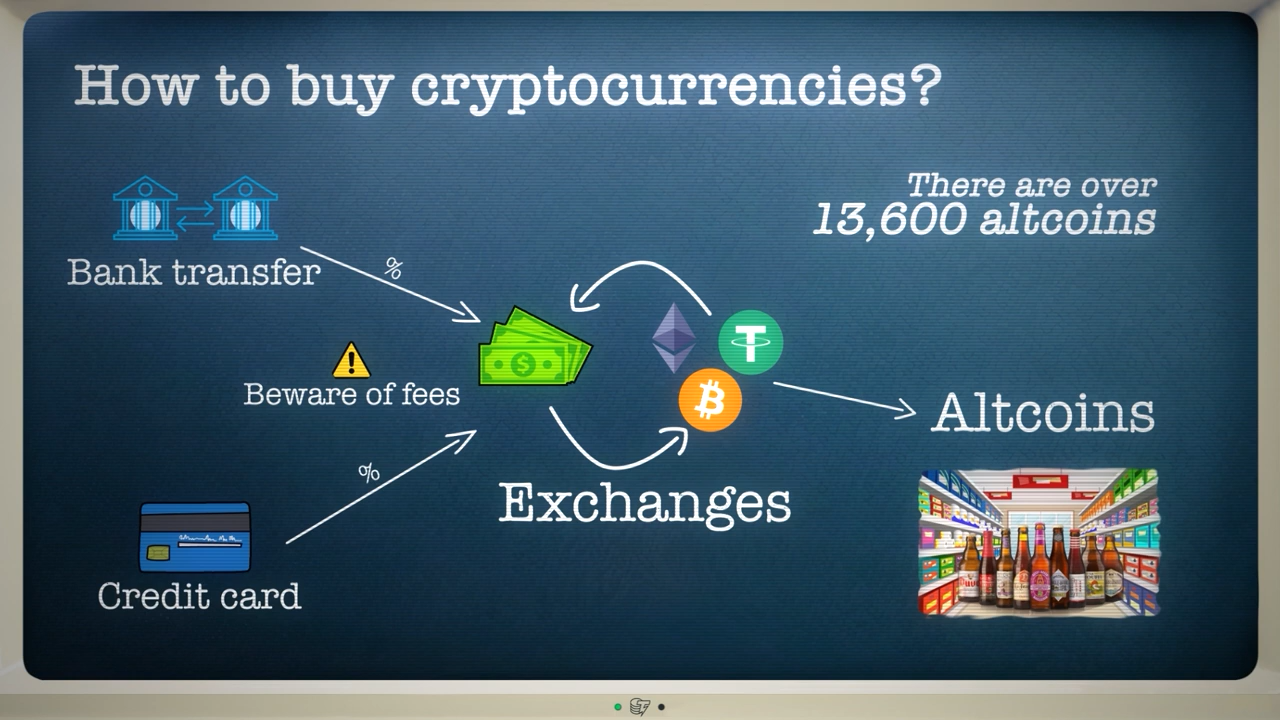 How to buy cryptocurrencies?
There are over
13,600 altcoins
Bank transfer
%
Beware of fees
%
Credit card
Exchanges
Altcoins